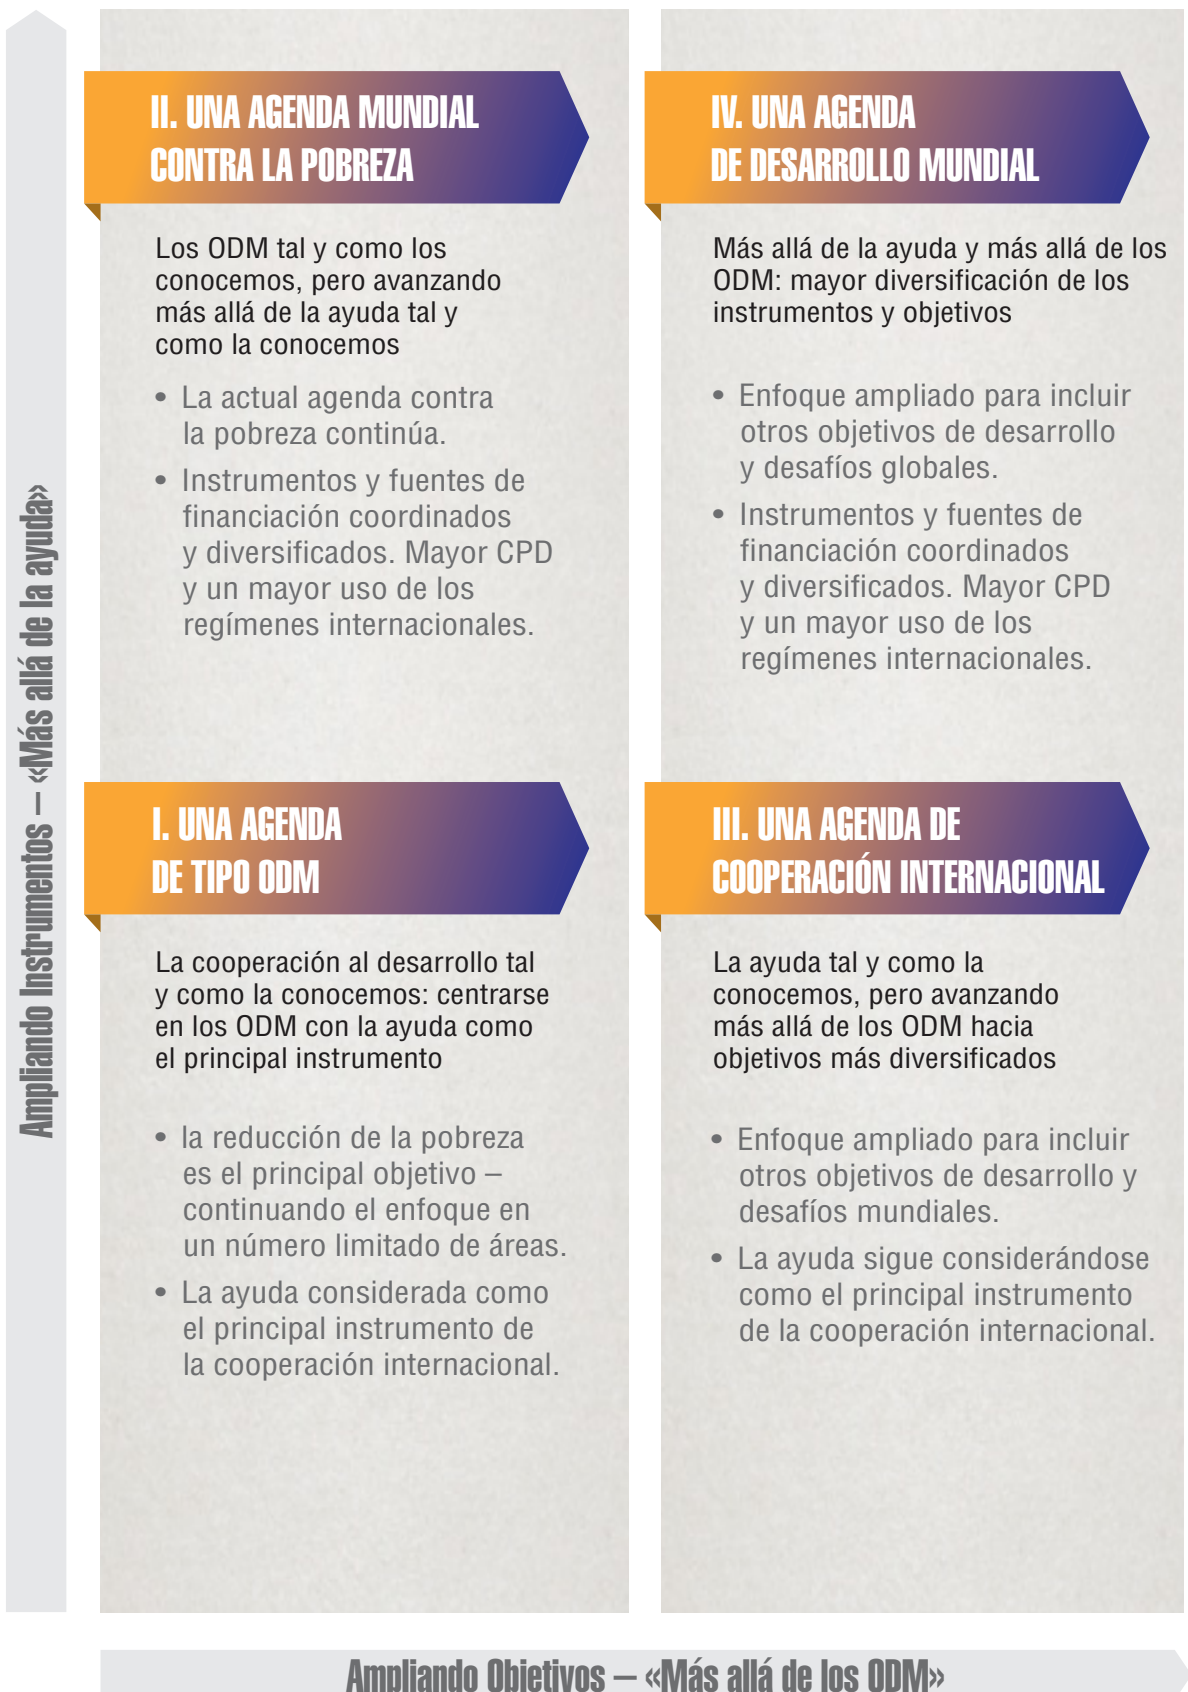 II. UNA AGENDA MUNDIAL
CONTRA LA POBREZA
Los ODM tal y como los
conocemos, pero avanzando
más allá de la ayuda tal y
como la conocemos
• La actual agenda contra
la pobreza continúa.
• Instrumentos y fuentes de
financiación coordinados
y diversificados. Mayor CPD
y un mayor uso de los
regímenes internacionales.
IV. UNA AGENDA
DE DESARROLLO MUNDIAL
Más allá de la ayuda y más allá de los
ODM: mayor diversificación de los
instrumentos y objetivos
• Enfoque ampliado para incluir
otros objetivos de desarrollo
y desafíos globales.
• Instrumentos y fuentes de
financiación coordinados
y diversificados. Mayor CPD
y un mayor uso de los
regímenes internacionales.
Ampliando Instrumentos – «Más allá de la ayuda»
I. UNA AGENDA
DE TIPO ODM
La cooperación al desarrollo tal
y como la conocemos: centrarse
en los ODM con la ayuda como
el principal instrumento
• la reducción de la pobreza
es el principal objetivo –
continuando el enfoque en
un número limitado de áreas.
• La ayuda considerada como
el principal instrumento de
la cooperación internacional.
III. UNA AGENDA DE
COOPERACIÓN INTERNACIONAL
La ayuda tal y como la
conocemos, pero avanzando
más allá de los ODM hacia
objetivos más diversificados
• Enfoque ampliado para incluir
otros objetivos de desarrollo y
desafíos mundiales.
• La ayuda sigue considerándose
como el principal instrumento
de la cooperación internacional.
Ampliando Objetivos – «Más allá de los ODM»